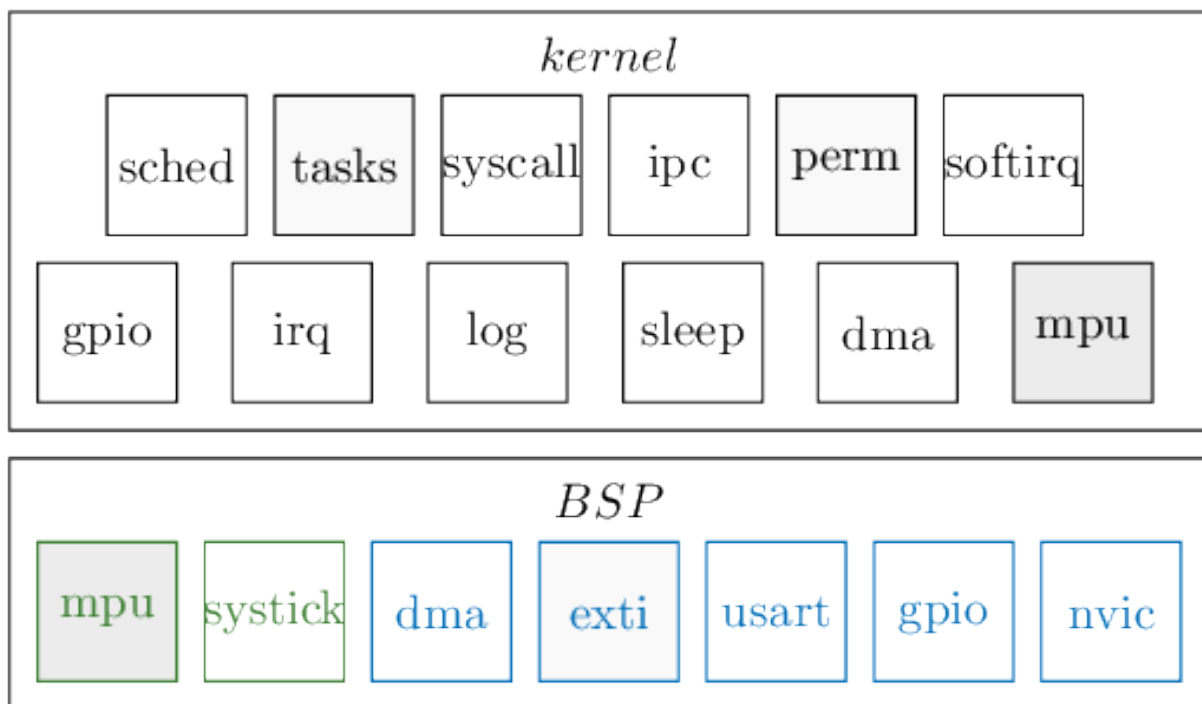 kernel
sched tasks syscall ipc perm softirq
gpio irq log sleep dma mpu
BSP
mpu systick dma exti usart gpio nvic